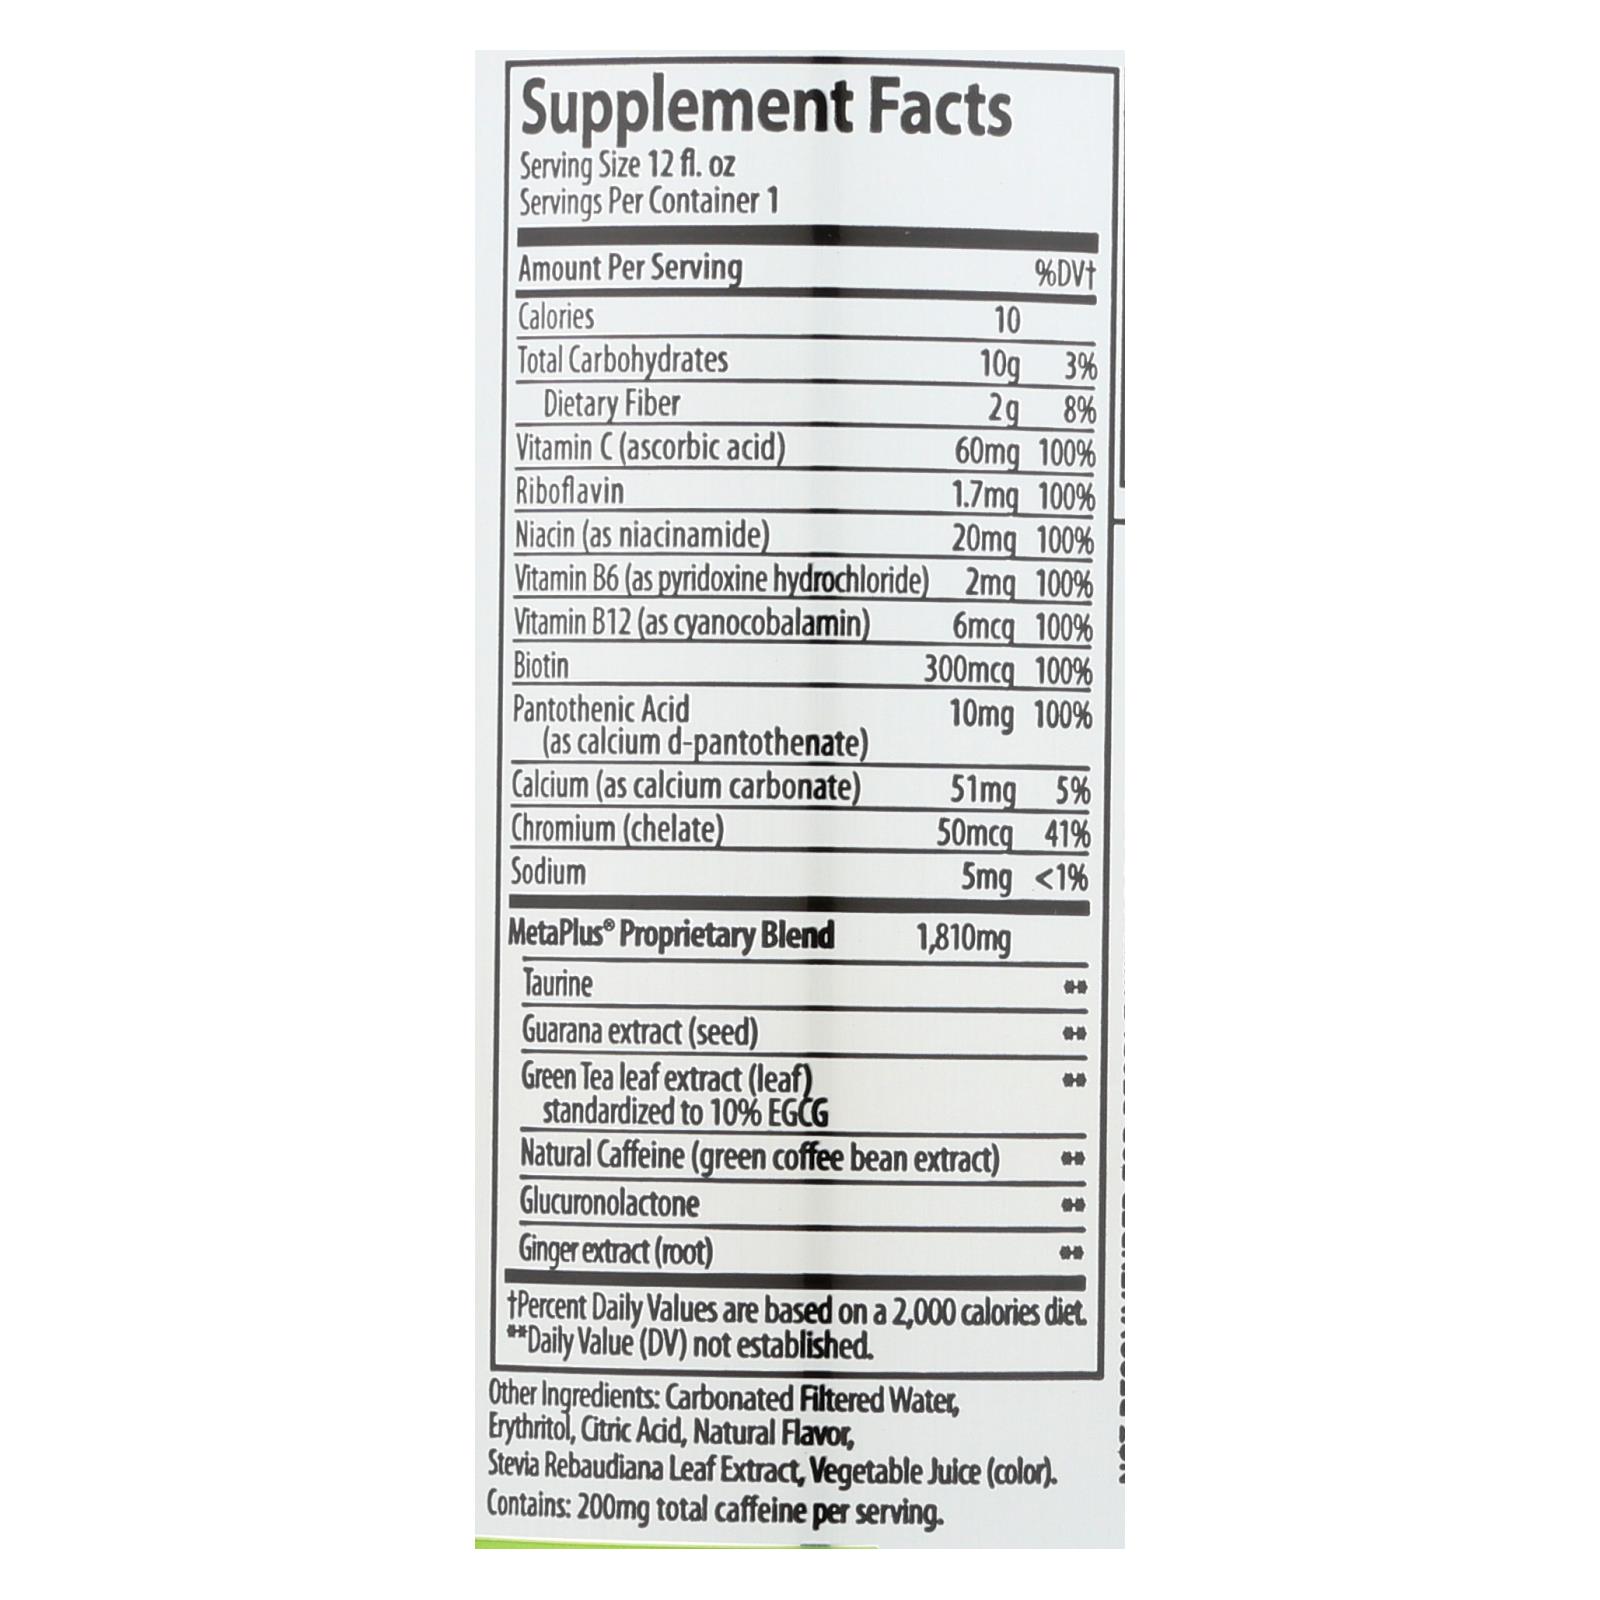 Supplement Facts
Serving Size 12 fl. oz
Servings Per Container 1
Amount Per Serving %DV†
Calories 10
Total Carbohydrates 10g 3%
Dietary Fiber 2g 8%
Vitamin C (ascorbic acid) 60mg 100%
Riboflavin 1.7mg 100%
Niacin (as niacinamide) 20mg 100%
Vitamin B6 (as pyridoxine hydrochloride) 2mg 100%
Vitamin B12 (as cyanocobalamin) 6mcg 100%
Biotin 300mcg 100%
Pantothenic Acid 10mg 100%
(as calcium d-pantothenate)
Calcium (as calcium carbonate) 51mg 5%
Chromium (chelate) 50mcg 41%
Sodium 5mg <1%
MetaPlus® Proprietary Blend 1,810mg
Taurine **
Guarana extract (seed) **
Green Tea leaf extract (leaf) **
standardized to 10% EGCG
Natural Caffeine (green coffee bean extract) **
Glucuronolactone **
Ginger extract (root) **
†Percent Daily Values are based on a 2,000 calories diet.
**Daily Value (DV) not established.
Other Ingredients: Carbonated Filtered Water,
Erythritol, Citric Acid, Natural Flavor,
Stevia Rebaudiana Leaf Extract, Vegetable Juice (color).
Contains: 200mg total caffeine per serving.